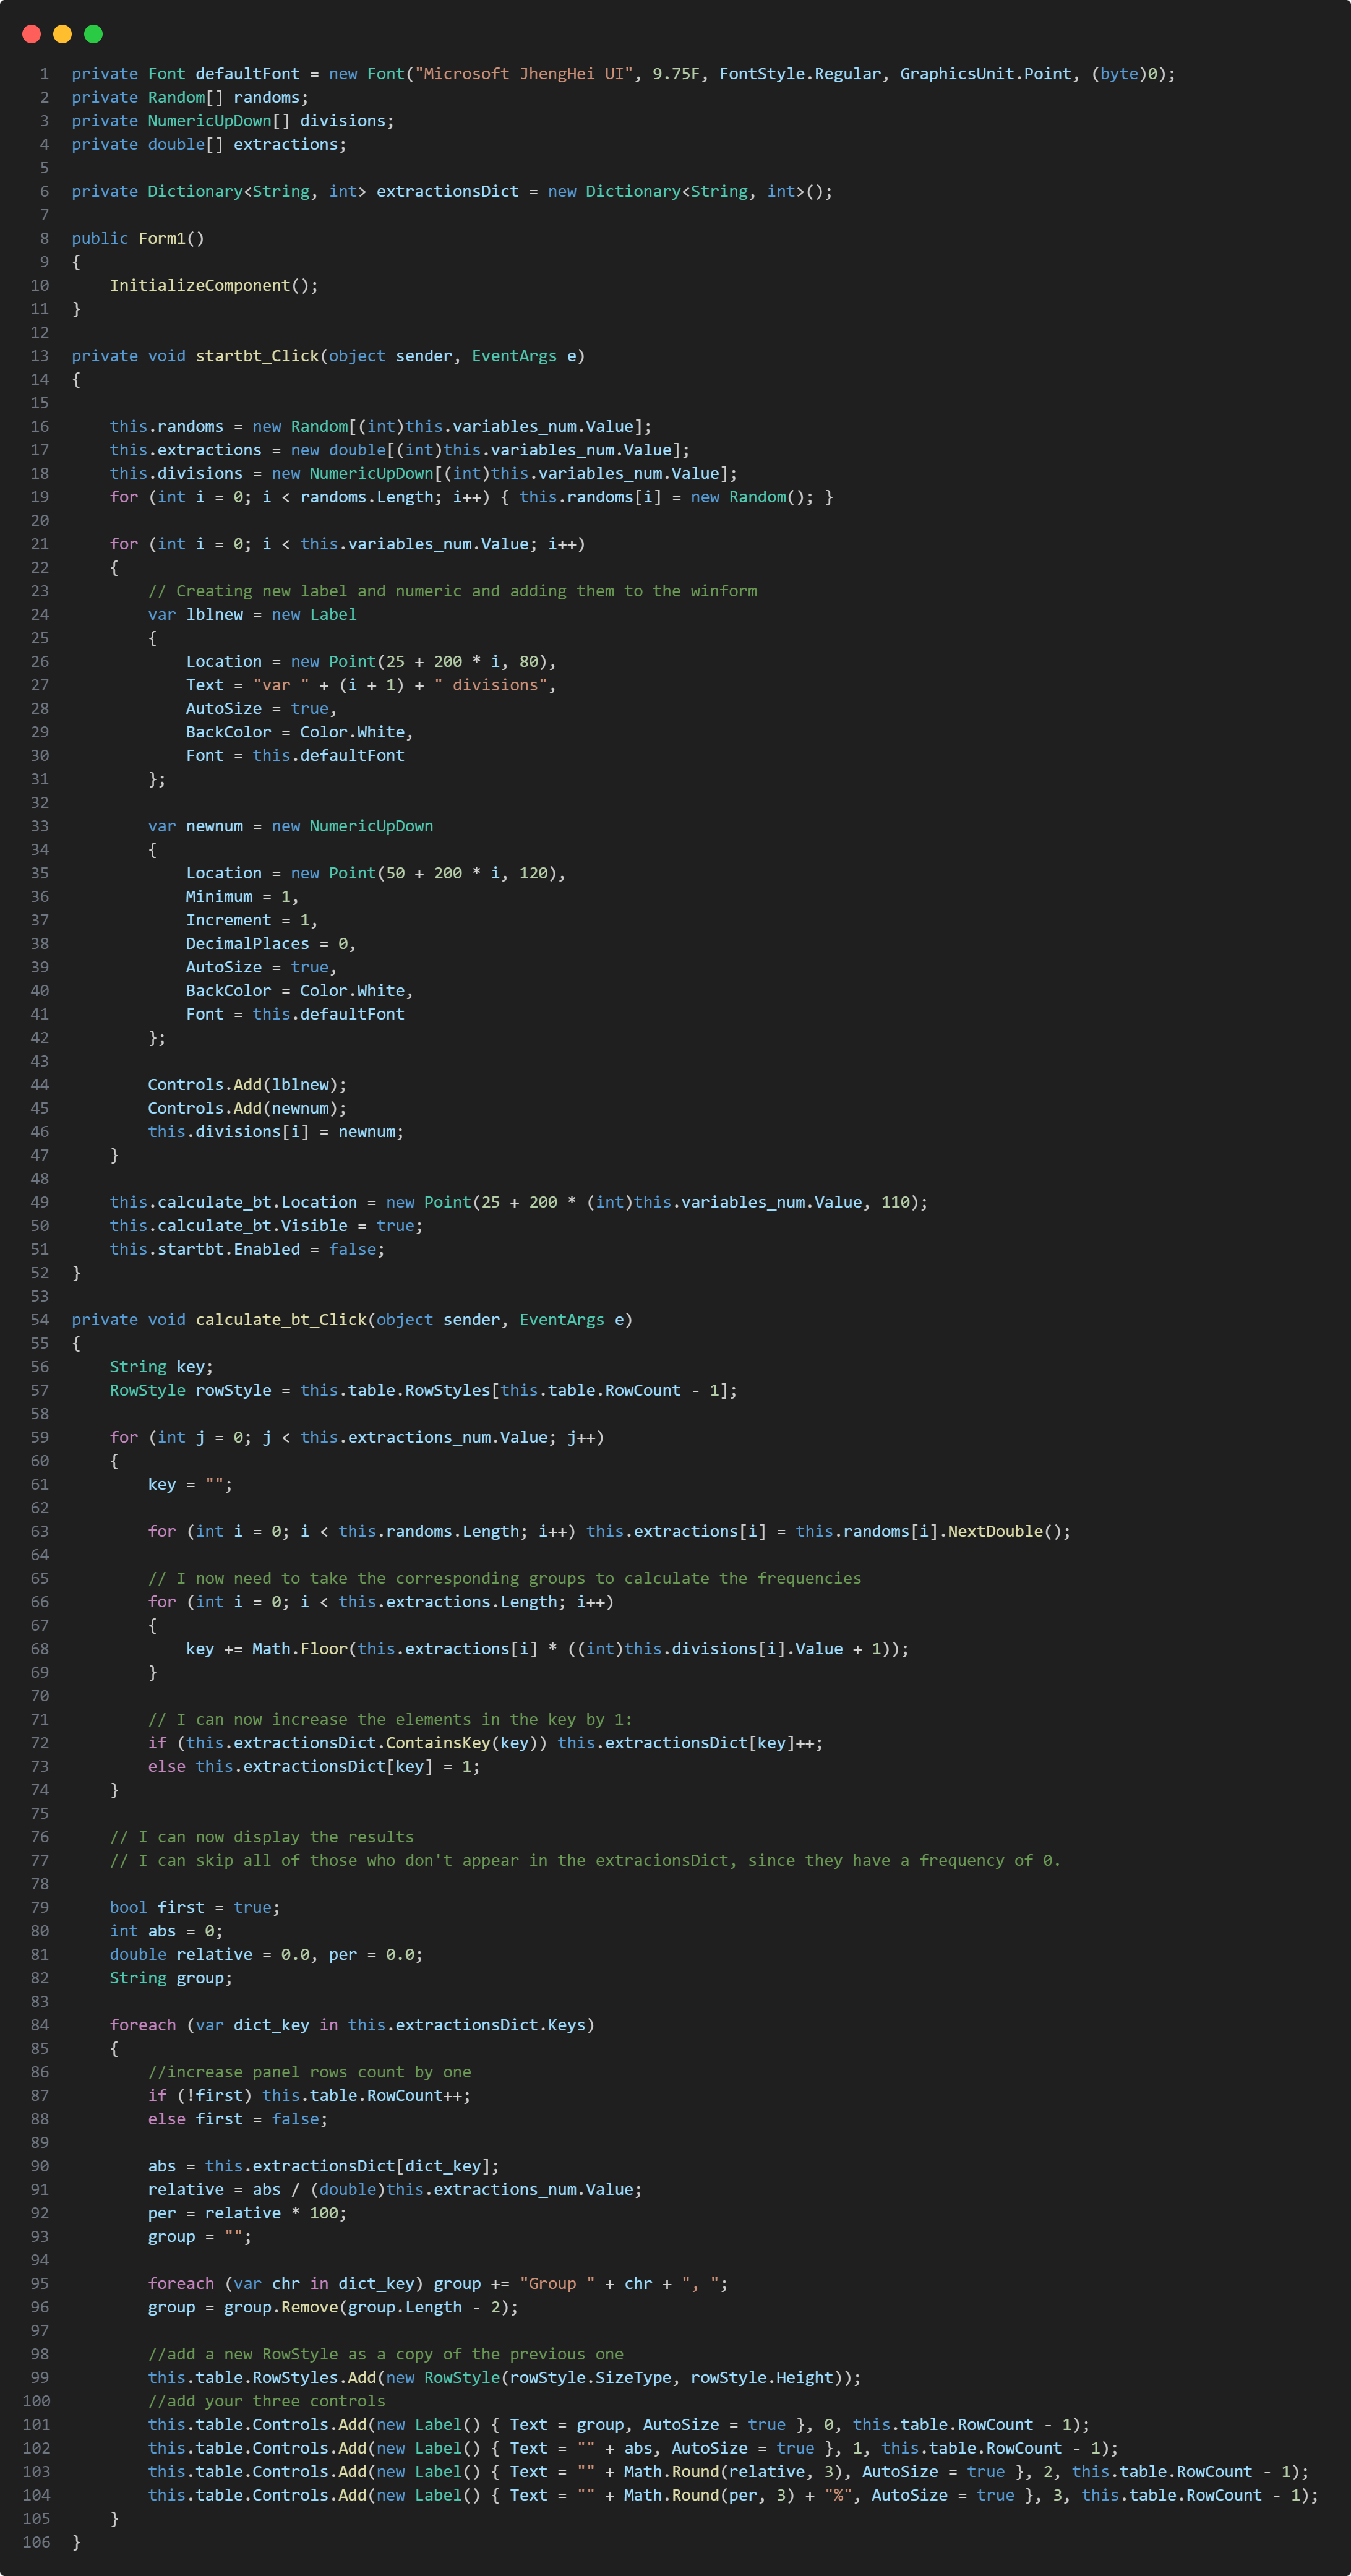 1 private Font defaultFont = new Font("Microsoft JhengHei UI", 9.75F, FontStyle.Regular, GraphicsUnit.Point, (byte)0);
2 private Random[] randoms;
3 private NumericUpDown[] divisions;
4 private double[] extractions;
5
6 private Dictionary<String, int> extractionsDict = new Dictionary<String, int>();
7
8 public Form1()
9 {
10     InitializeComponent();
11 }
12
13 private void startbt_Click(object sender, EventArgs e)
14 {
15
16     this.randoms = new Random[(int)this.variables_num.Value];
17     this.extractions = new double[(int)this.variables_num.Value];
18     this.divisions = new NumericUpDown[(int)this.variables_num.Value];
19     for (int i = 0; i < randoms.Length; i++) { this.randoms[i] = new Random(); }
20
21     for (int i = 0; i < this.variables_num.Value; i++)
22     {
23         // Creating new label and numeric and adding them to the winform
24         var lblnew = new Label
25         {
26             Location = new Point(25 + 200 * i, 80),
27             Text = "var " + (i + 1) + " divisions",
28             AutoSize = true,
29             BackColor = Color.White,
30             Font = this.defaultFont
31         };
32
33         var newnum = new NumericUpDown
34         {
35             Location = new Point(50 + 200 * i, 120),
36             Minimum = 1,
37             Increment = 1,
38             DecimalPlaces = 0,
39             AutoSize = true,
40             BackColor = Color.White,
41             Font = this.defaultFont
42         };
43
44         Controls.Add(lblnew);
45         Controls.Add(newnum);
46         this.divisions[i] = newnum;
47     }
48
49     this.calculate_bt.Location = new Point(25 + 200 * (int)this.variables_num.Value, 110);
50     this.calculate_bt.Visible = true;
51     this.startbt.Enabled = false;
52 }
53
54 private void calculate_bt_Click(object sender, EventArgs e)
55 {
56     String key;
57     RowStyle rowStyle = this.table.RowStyles[this.table.RowCount - 1];
58
59     for (int j = 0; j < this.extractions_num.Value; j++)
60     {
61         key = "";
62
63         for (int i = 0; i < this.randoms.Length; i++) this.extractions[i] = this.randoms[i].NextDouble();
64
65         // I now need to take the corresponding groups to calculate the frequencies
66         for (int i = 0; i < this.extractions.Length; i++)
67         {
68             key += Math.Floor(this.extractions[i] * ((int)this.divisions[i].Value + 1));
69         }
70
71         // I can now increase the elements in the key by 1:
72         if (this.extractionsDict.ContainsKey(key)) this.extractionsDict[key]++;
73         else this.extractionsDict[key] = 1;
74     }
75
76     // I can now display the results
77     // I can skip all of those who don't appear in the extracionsDict, since they have a frequency of 0.
78
79     bool first = true;
80     int abs = 0;
81     double relative = 0.0, per = 0.0;
82     String group;
83
84     foreach (var dict_key in this.extractionsDict.Keys)
85     {
86         //increase panel rows count by one
87         if (!first) this.table.RowCount++;
88         else first = false;
89
90         abs = this.extractionsDict[dict_key];
91         relative = abs / (double)this.extractions_num.Value;
92         per = relative * 100;
93         group = "";
94
95         foreach (var chr in dict_key) group += "Group " + chr + ", ";
96         group = group.Remove(group.Length - 2);
97
98         //add a new RowStyle as a copy of the previous one
99         this.table.RowStyles.Add(new RowStyle(rowStyle.SizeType, rowStyle.Height));
100         //add your three controls
101         this.table.Controls.Add(new Label() { Text = group, AutoSize = true }, 0, this.table.RowCount - 1);
102         this.table.Controls.Add(new Label() { Text = "" + abs, AutoSize = true }, 1, this.table.RowCount - 1);
103         this.table.Controls.Add(new Label() { Text = "" + Math.Round(relative, 3), AutoSize = true }, 2, this.table.RowCount - 1);
104         this.table.Controls.Add(new Label() { Text = "" + Math.Round(per, 3) + "%", AutoSize = true }, 3, this.table.RowCount - 1);
105     }
106 }